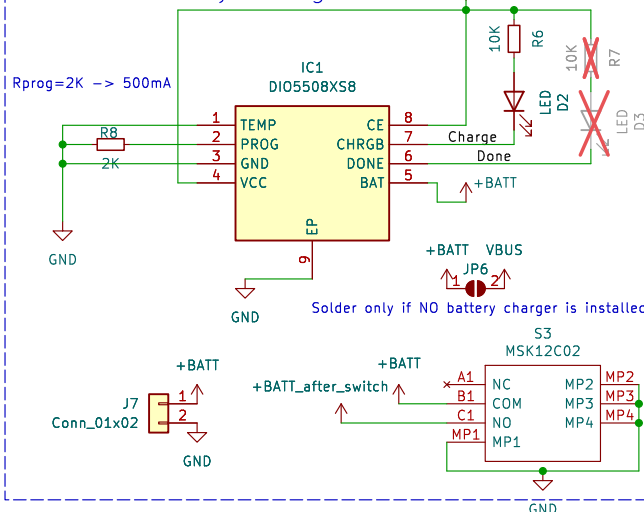 10K
R6
10K
R7
IC1
DIO5508XS8
Rprog=2K -> 500mA
LED
D2
LED
D3
1 TEMP CE 8
R8
2 PROG CHRGB 7 Charge
2K
3 GND DONE 6 Done
4 VCC BAT 5 +BATT
EP
9
GND
GND
+BATT VBUS
JP6
1 2
Solder only if NO battery charger is installed
S3
MSK12C02
+BATT
+BATT
+BATT_after_switch
A1 NC MP2 MP2
J7
1
B1 COM MP3 MP3
Conn_01x02
2
C1 NO MP4 MP4
MP1 MP1
GND
GND